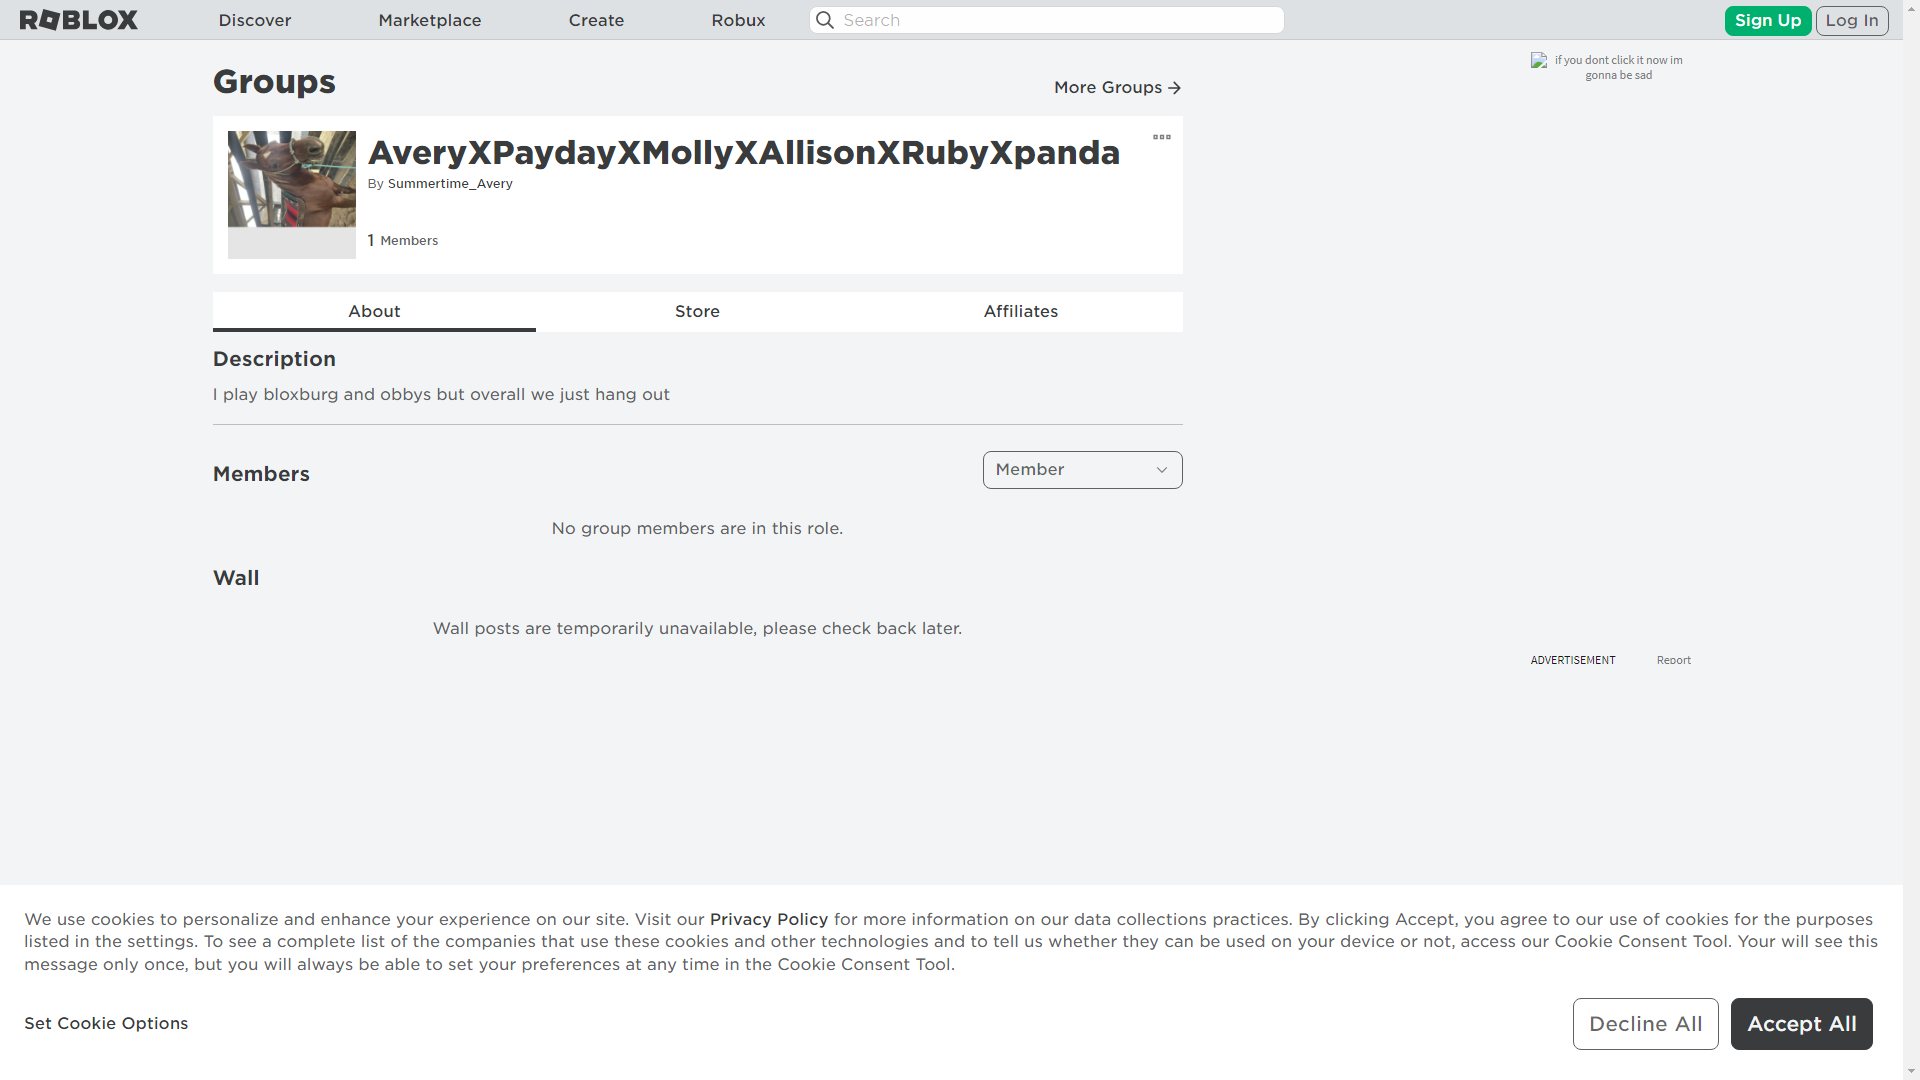 ROBLOX
Discover
Marketplace
Create
Robux
Search
Sign Up
Log In
if you dont click it now im
gonna be sad
Groups
More Groups
AveryXPaydayXMollyXAllisonXRubyXpanda
By Summertime_Avery
1 Members
About
Store
Affiliates
Description
I play bloxburg and obbys but overall we just hang out
Members
Member
No group members are in this role.
Wall
Wall posts are temporarily unavailable, please check back later.
ADVERTISEMENT
Report
We use cookies to personalize and enhance your experience on our site. Visit our Privacy Policy for more information on our data collections practices. By clicking Accept, you agree to our use of cookies for the purposes
listed in the settings. To see a complete list of the companies that use these cookies and other technologies and to tell us whether they can be used on your device or not, access our Cookie Consent Tool. Your will see this
message only once, but you will always be able to set your preferences at any time in the Cookie Consent Tool.
Set Cookie Options
Decline All
Accept All